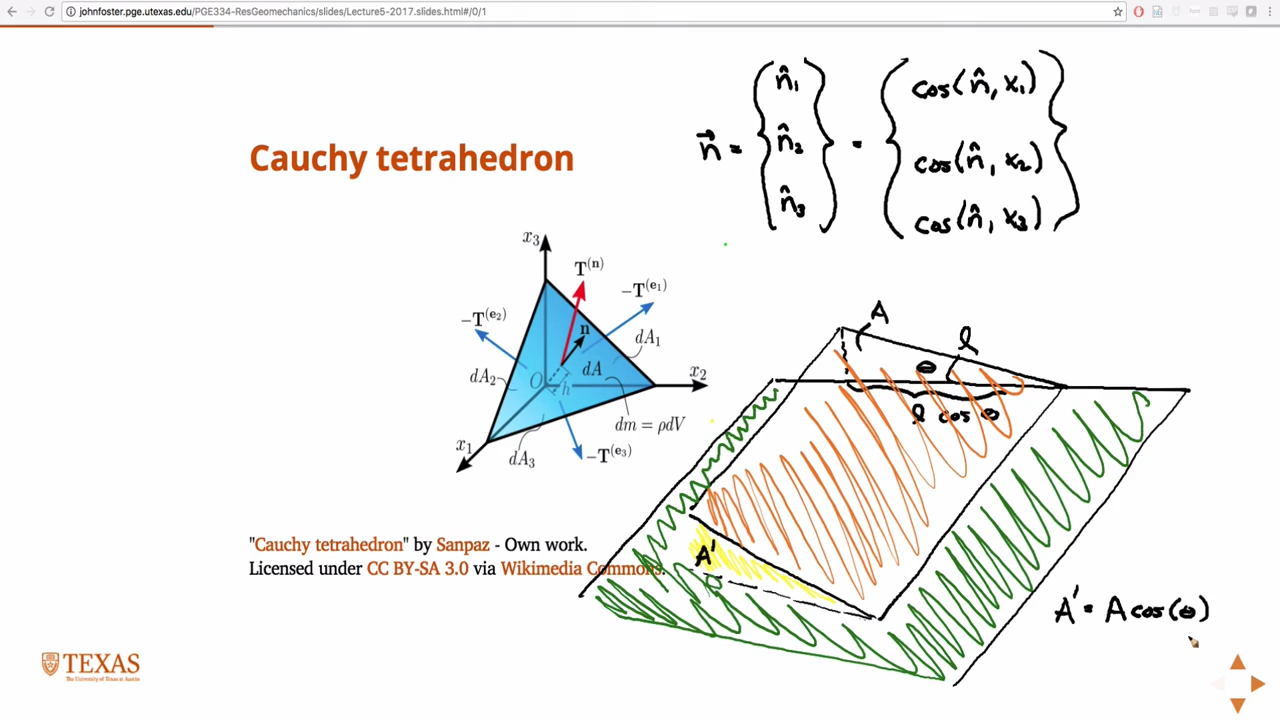 johnfoster.pge.utexas.edu/PGE334-ResGeomechanics/slides/Lecture5-2017.slides.html#/0/1
Cauchy tetrahedron
n⃗ = { n̂1 n̂2 n̂3 } = { cos(n̂, x1) cos(n̂, x2) cos(n̂, x3) }
x3
T(n)
−T(e1)
−T(e2)
n
dA1
dA
x2
dA2
O
h
dm = ρdV
x1
dA3
−T(e3)
A
l
θ
l cos θ
A'
A' = A cos(θ)
"Cauchy tetrahedron" by Sanpaz - Own work.
Licensed under CC BY-SA 3.0 via Wikimedia Commons.
TEXAS
The University of Texas at Austin